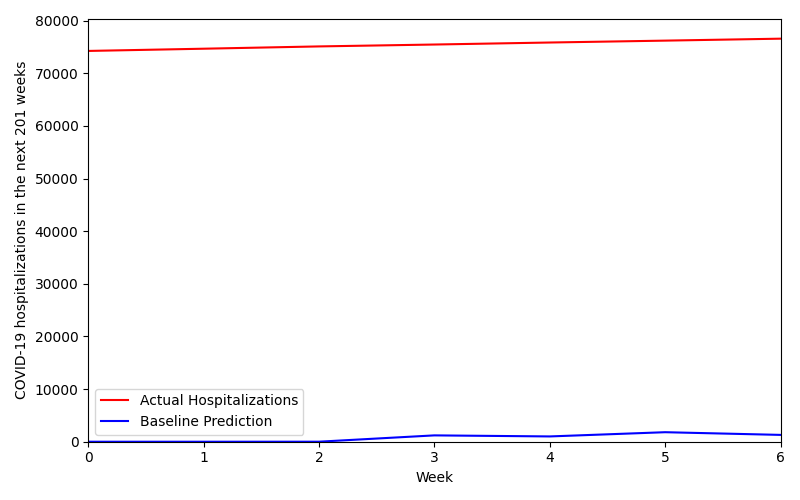 80000
70000
60000
50000
40000
30000
20000
10000
0
COVID-19 hospitalizations in the next 201 weeks
Actual Hospitalizations
Baseline Prediction
0 1 2 3 4 5 6
Week